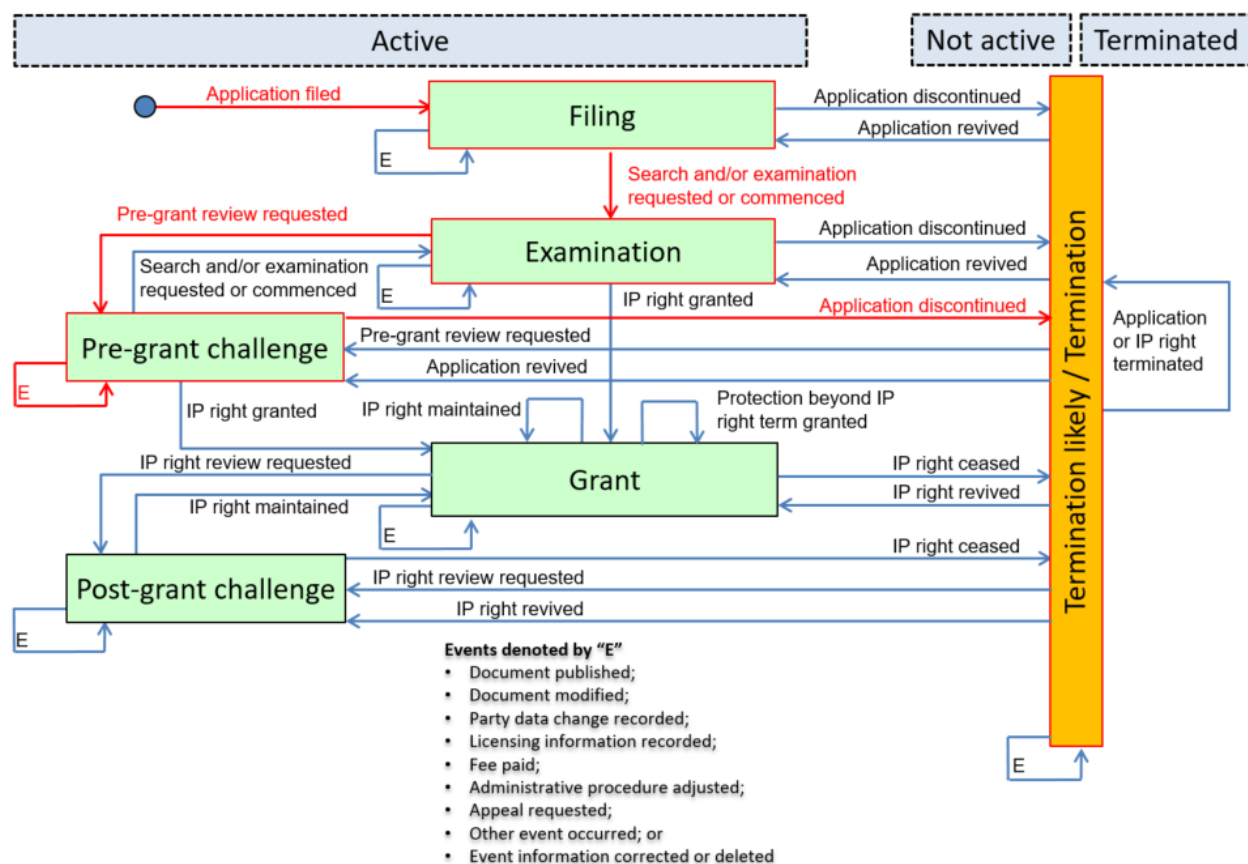 Active
Not active
Terminated
Application filed
Filing
Application discontinued
Application revived
E
Search and/or examination
requested or commenced
Pre-grant review requested
Examination
Application discontinued
Application revived
Search and/or examination
requested or commenced
E
IP right granted
Pre-grant challenge
Application discontinued
Pre-grant review requested
Application revived
E
Application
or IP right
terminated
Termination likely / Termination
IP right granted
IP right maintained
Protection beyond IP
right term granted
IP right review requested
Grant
IP right ceased
IP right revived
IP right maintained
E
Post-grant challenge
IP right ceased
IP right review requested
IP right revived
E
Events denoted by “E”
• Document published;
• Document modified;
• Party data change recorded;
• Licensing information recorded;
• Fee paid;
• Administrative procedure adjusted;
• Appeal requested;
• Other event occurred; or
• Event information corrected or deleted
E